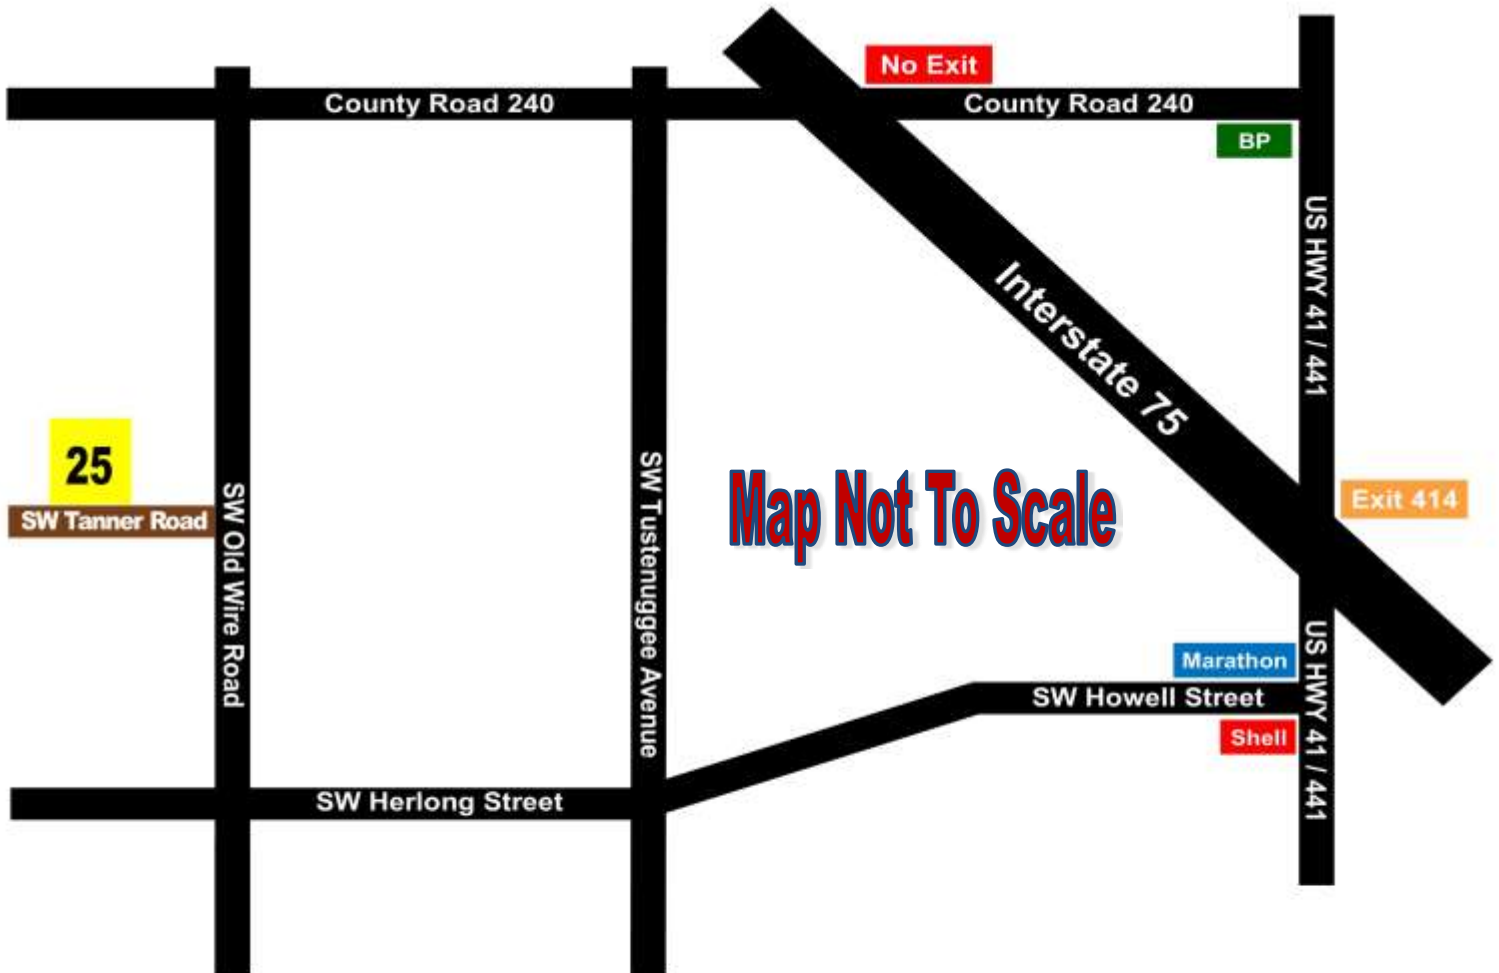 No Exit
County Road 240
County Road 240
BP
US HWY 41 / 441
Interstate 75
25
SW Tanner Road
SW Old Wire Road
SW Tustenuggee Avenue
Map Not To Scale
Exit 414
Marathon
SW Howell Street
Shell
US HWY 41 / 441
SW Herlong Street